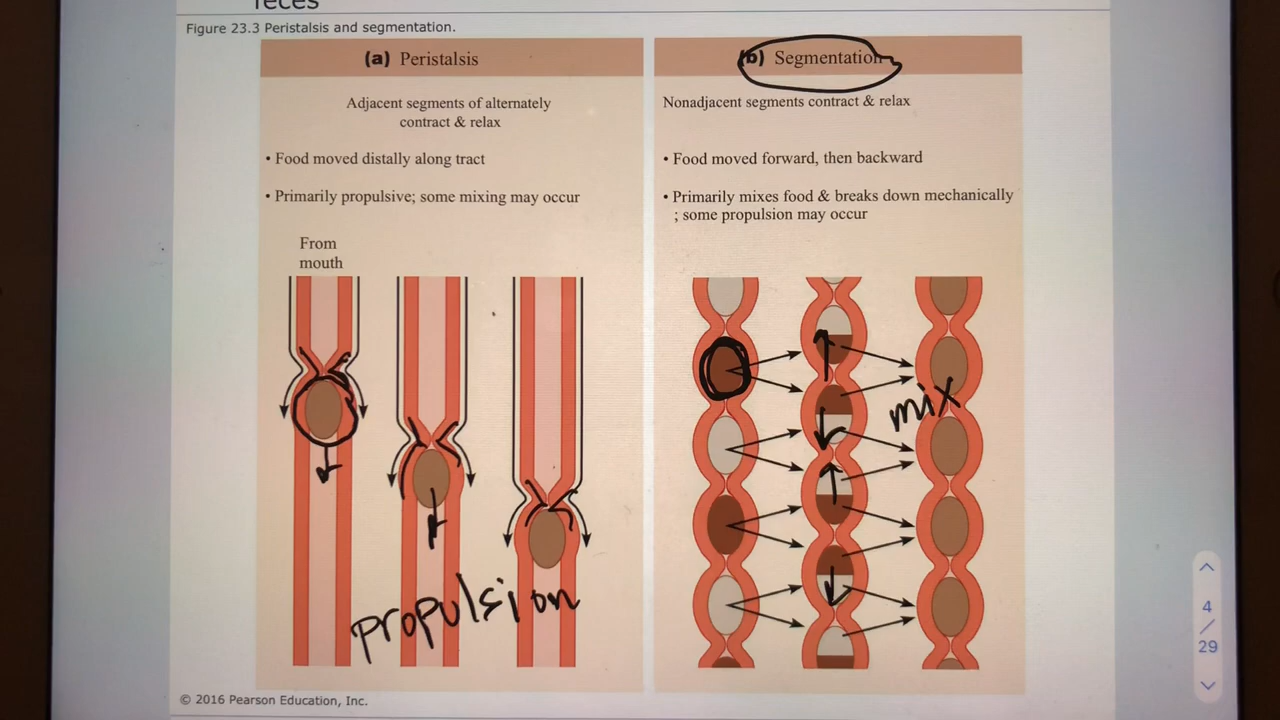 feces
Figure 23.3 Peristalsis and segmentation.
(a) Peristalsis
Adjacent segments of alternately
contract & relax
• Food moved distally along tract
• Primarily propulsive; some mixing may occur
From
mouth
propulsion
(b) Segmentation
Nonadjacent segments contract & relax
• Food moved forward, then backward
• Primarily mixes food & breaks down mechanically
; some propulsion may occur
mix
4
/
29
© 2016 Pearson Education, Inc.